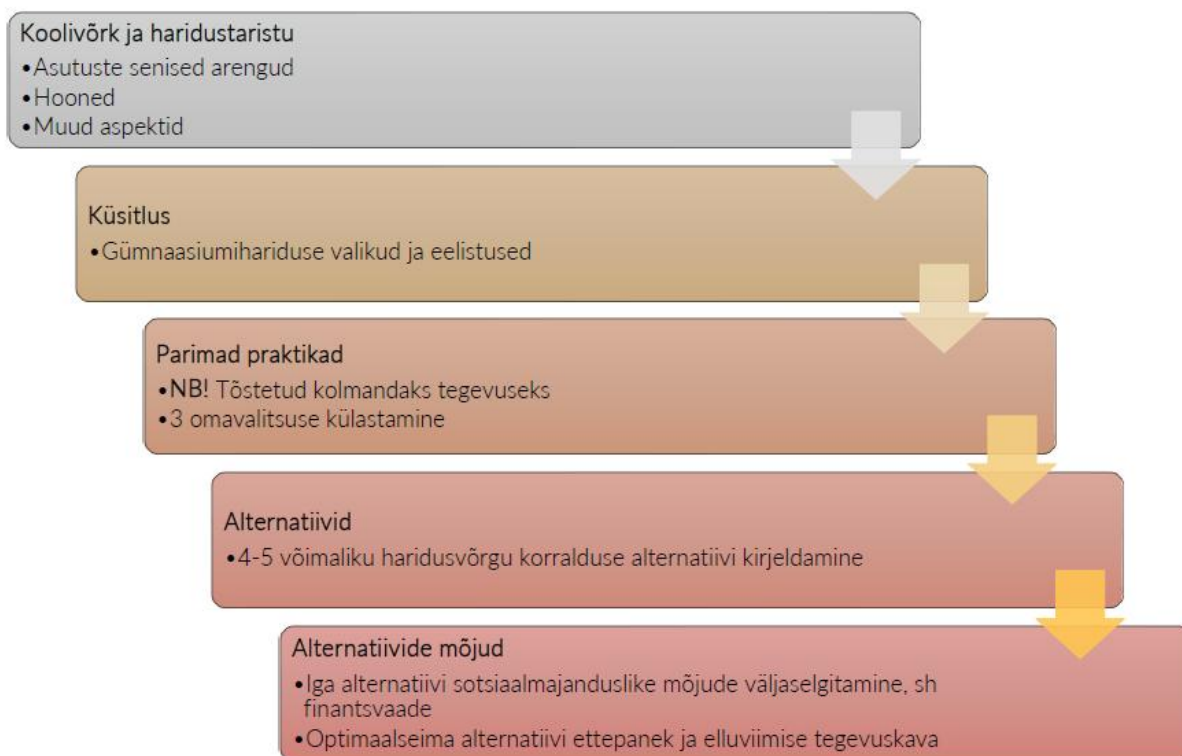 Koolivõrk ja haridustaristu
•Asutuste senised arengud
•Hooned
•Muud aspektid
Küsitlus
•Gümnaasiumihariduse valikud ja eelistused
Parimad praktikad
•NB! Tõstetud kolmandaks tegevuseks
•3 omavalitsuse külastamine
Alternatiivid
•4-5 võimaliku haridusvõrgu korralduse alternatiivi kirjeldamine
Alternatiivide mõjud
•Iga alternatiivi sotsiaalmajanduslike mõjude väljaselgitamine, sh
finantsvaade
•Optimaalseima alternatiivi ettepanek ja elluviimise tegevuskava